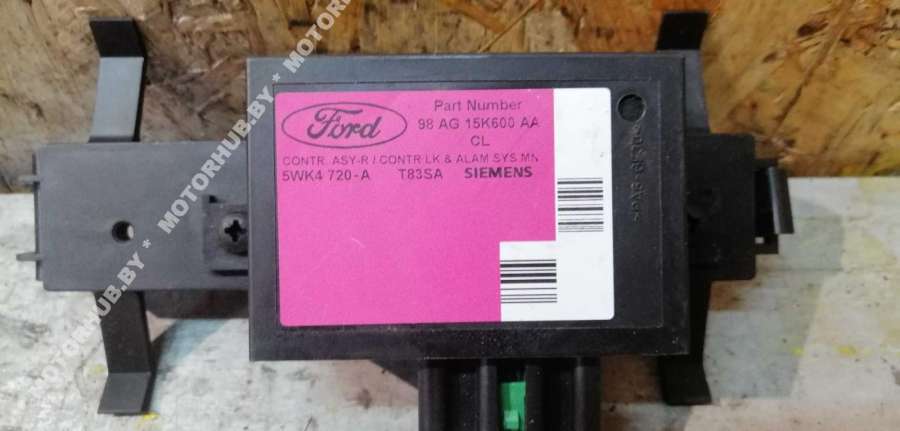 MOTORHUB.BY * MOTORHUB.BY * MOTORHUB.BY
Ford
Part Number
98 AG 15K600 AA
CL
CONTR. ASY-R / CONTR LK & ALAM SYS MN
5WK4 720-A T83SA SIEMENS